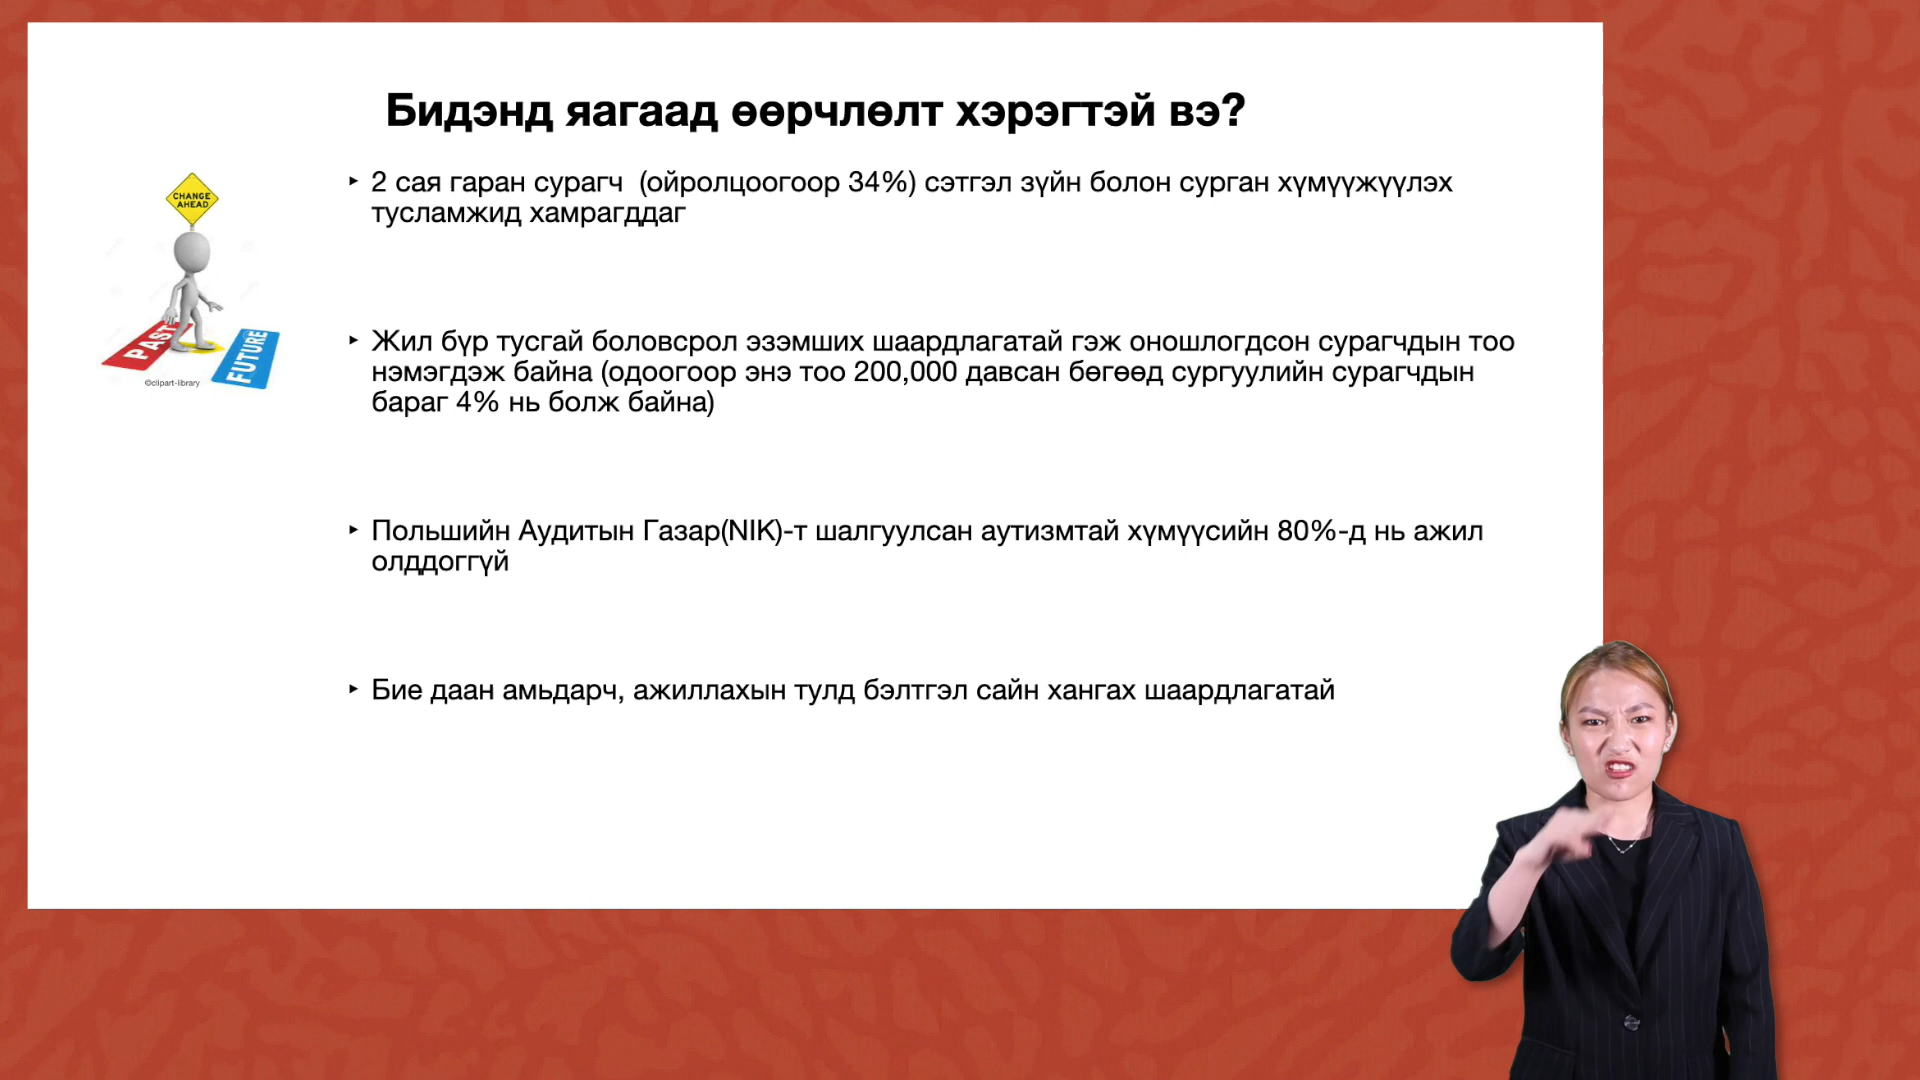 Бидэнд яагаад өөрчлөлт хэрэгтэй вэ?
CHANGE
AHEAD
PAST
FUTURE
©clipart-library
‣ 2 сая гаран сурагч (ойролцоогоор 34%) сэтгэл зүйн болон сурган хүмүүжүүлэх
тусламжид хамрагддаг
‣ Жил бүр тусгай боловсрол эзэмших шаардлагатай гэж оношлогдсон сурагчдын тоо
нэмэгдэж байна (одоогоор энэ тоо 200,000 давсан бөгөөд сургуулийн сурагчдын
бараг 4% нь болж байна)
‣ Польшийн Аудитын Газар(NIK)-т шалгуулсан аутизмтай хүмүүсийн 80%-д нь ажил
олддоггүй
‣ Бие даан амьдарч, ажиллахын тулд бэлтгэл сайн хангах шаардлагатай